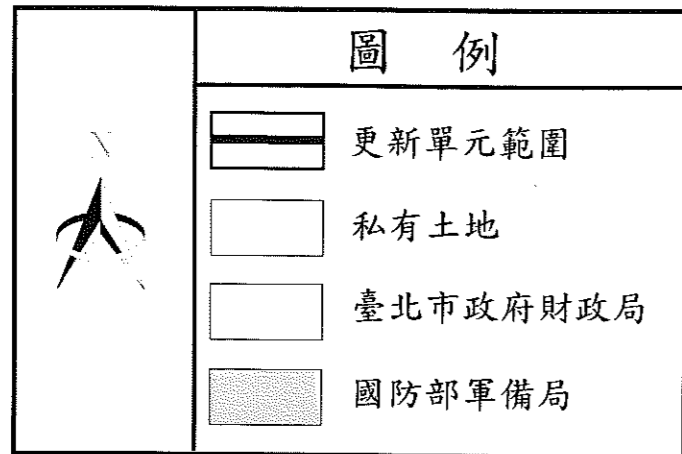 圖 例
更新單元範圍
私有土地
臺北市政府財政局
國防部軍備局